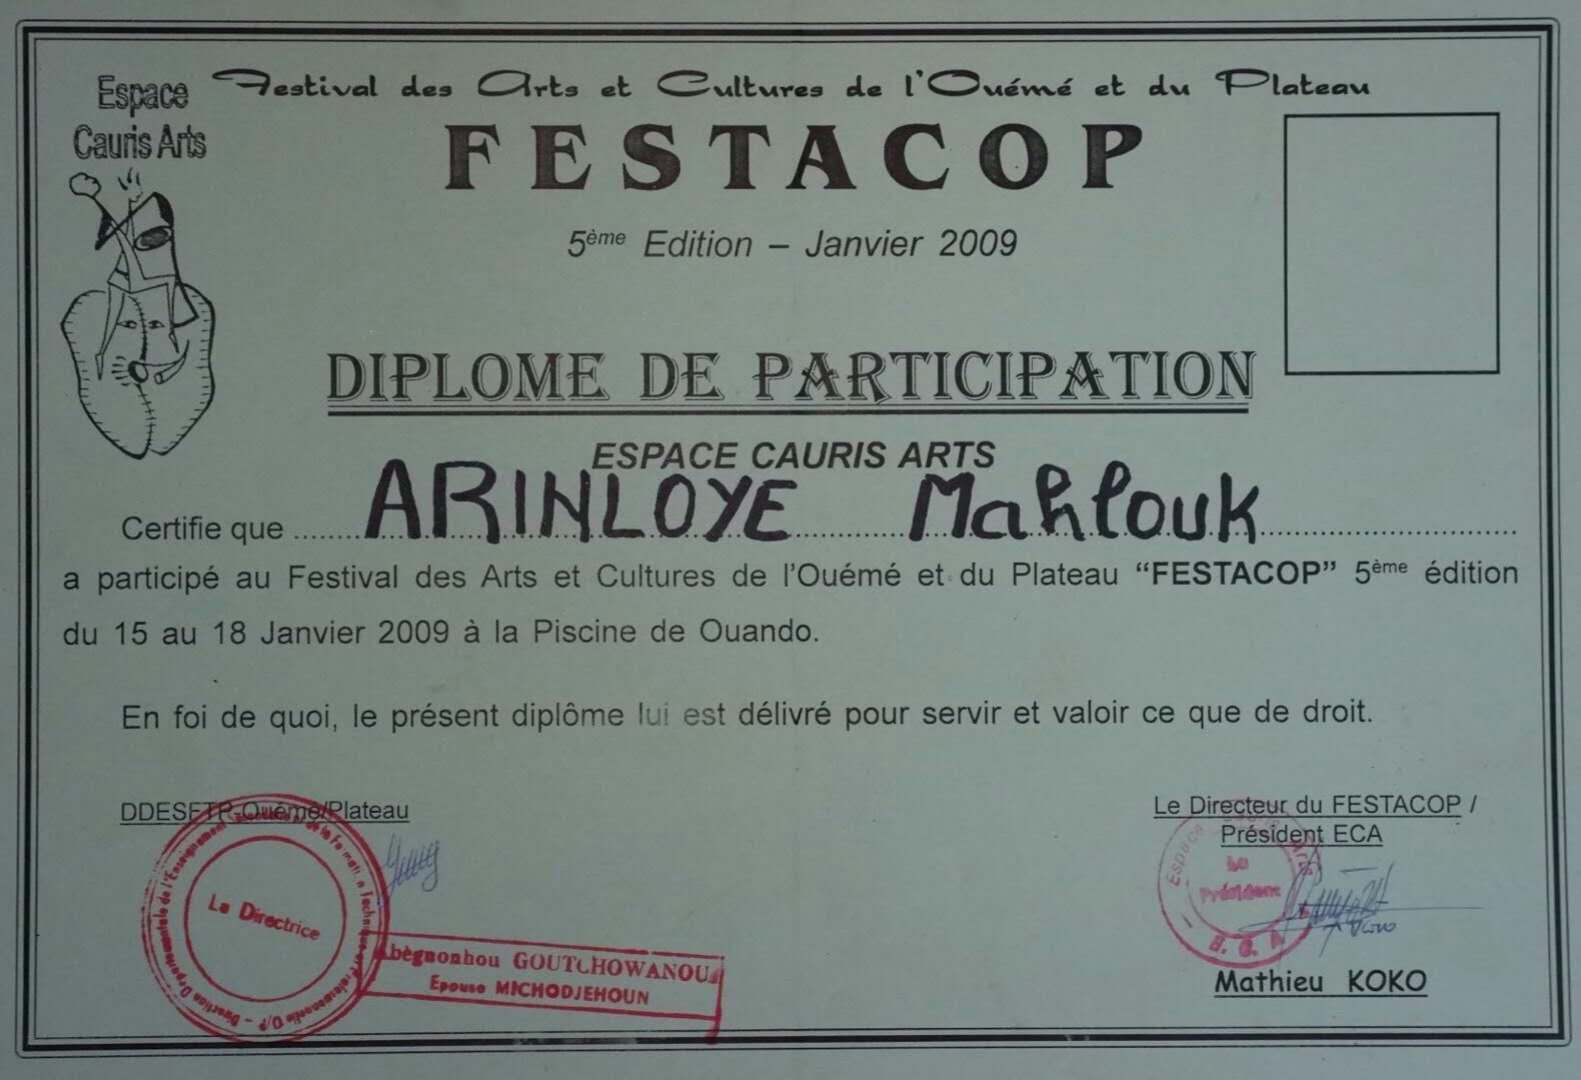 Espace
Cauris Arts
Festival des Arts et Cultures de l'Ouémé et du Plateau
FESTACOP
5ème Edition – Janvier 2009
DIPLOME DE PARTICIPATION
ESPACE CAURIS ARTS
Certifie que ARINLOYE Mahlouk
a participé au Festival des Arts et Cultures de l'Ouémé et du Plateau "FESTACOP" 5ème édition
du 15 au 18 Janvier 2009 à la Piscine de Ouando.
En foi de quoi, le présent diplôme lui est délivré pour servir et valoir ce que de droit.
DDESFTP-Ouémé/Plateau
Direction Départementale de l'Enseignement
La Directrice
Abègnonhou GOUTCHOWANOU
Epouse MICHODJEHOUN
Le Directeur du FESTACOP /
Président ECA
Espace Arts
Le
Président
Mathieu KOKO